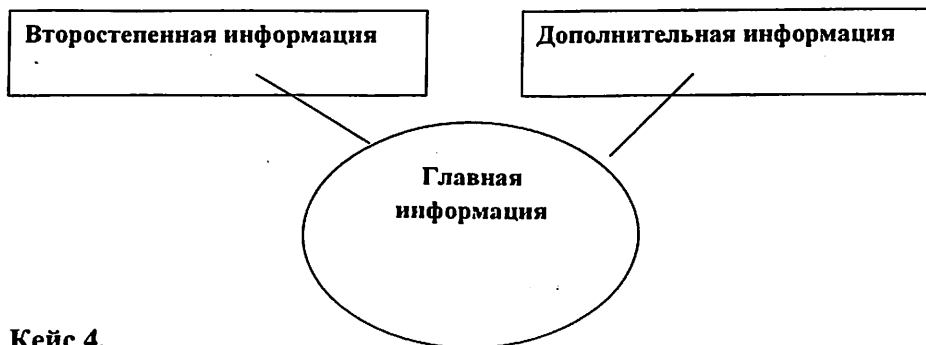 Второстепенная информация
Дополнительная информация
Главная
информация
Кейс 4.